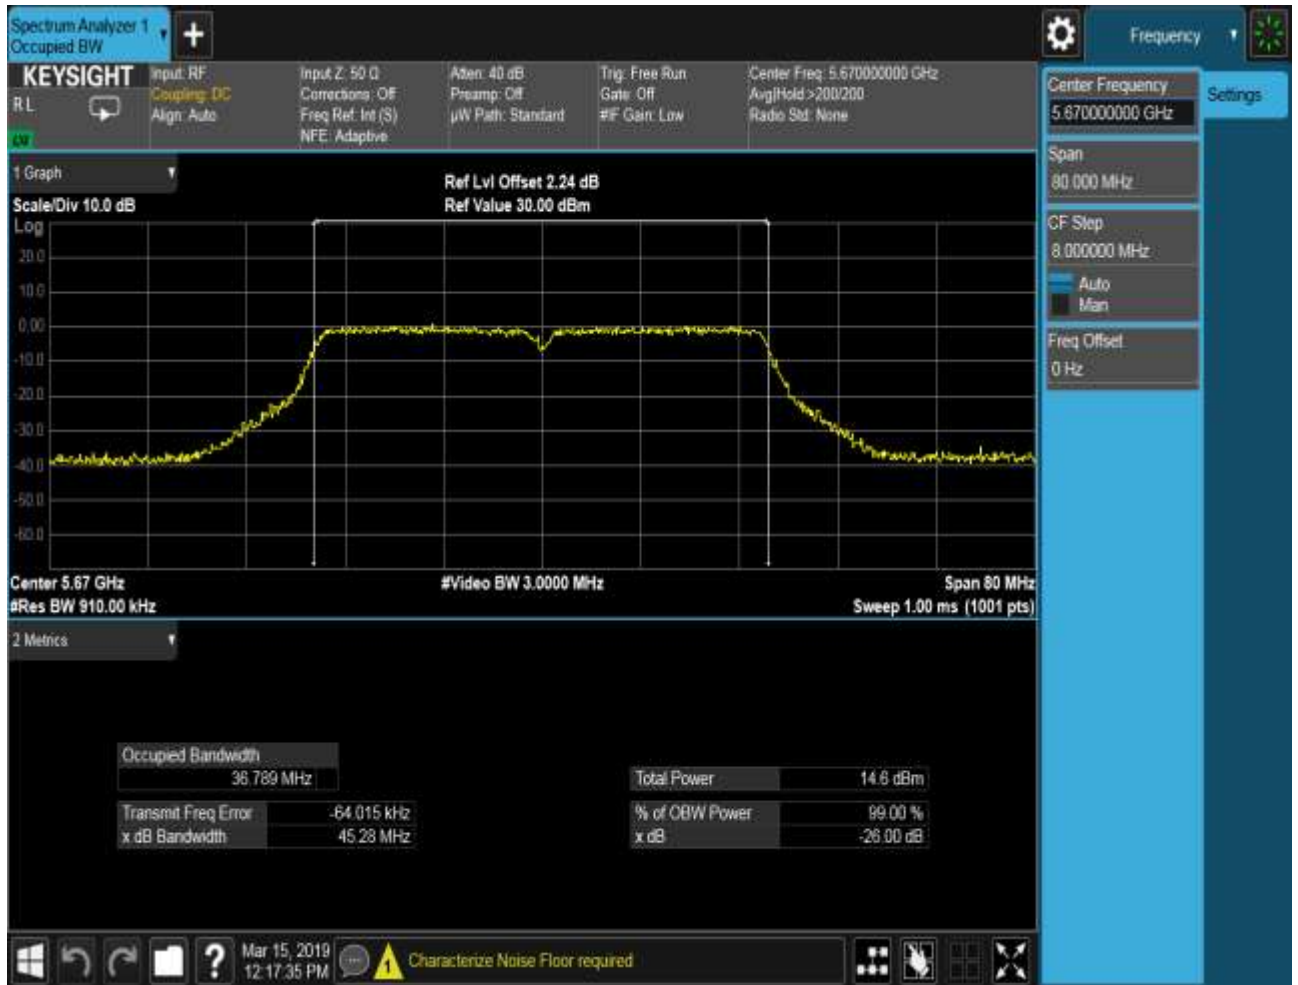 Spectrum Analyzer 1
Occupied BW
Frequency
KEYSIGHT
R L
Input: RF
Coupling: DC
Align: Auto
Input Z: 50 Ω
Corrections: Off
Freq Ref: Int (S)
NFE: Adaptive
Atten: 40 dB
Preamp: Off
µW Path: Standard
Trig: Free Run
Gate: Off
#IF Gain: Low
Center Freq: 5.670000000 GHz
Avg|Hold:>200/200
Radio Std: None
Center Frequency
5.670000000 GHz
Settings
Span
80.000 MHz
CF Step
8.000000 MHz
Auto
Man
Freq Offset
0 Hz
1 Graph
Scale/Div 10.0 dB
Ref Lvl Offset 2.24 dB
Ref Value 30.00 dBm
Log
20.0
10.0
0.00
-10.0
-20.0
-30.0
-40.0
-50.0
-60.0
Center 5.67 GHz
#Video BW 3.0000 MHz
Span 80 MHz
#Res BW 910.00 kHz
Sweep 1.00 ms (1001 pts)
2 Metrics
Occupied Bandwidth
36.789 MHz
Total Power 14.6 dBm
Transmit Freq Error -64.015 kHz
% of OBW Power 99.00 %
x dB Bandwidth 45.28 MHz
x dB -26.00 dB
Mar 15, 2019
12:17:35 PM
1
Characterize Noise Floor required